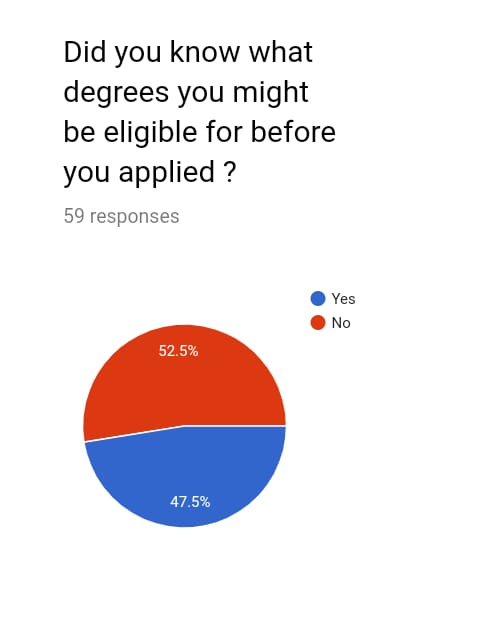 Did you know what
degrees you might
be eligible for before
you applied ?
59 responses
Yes
No
52.5%
47.5%